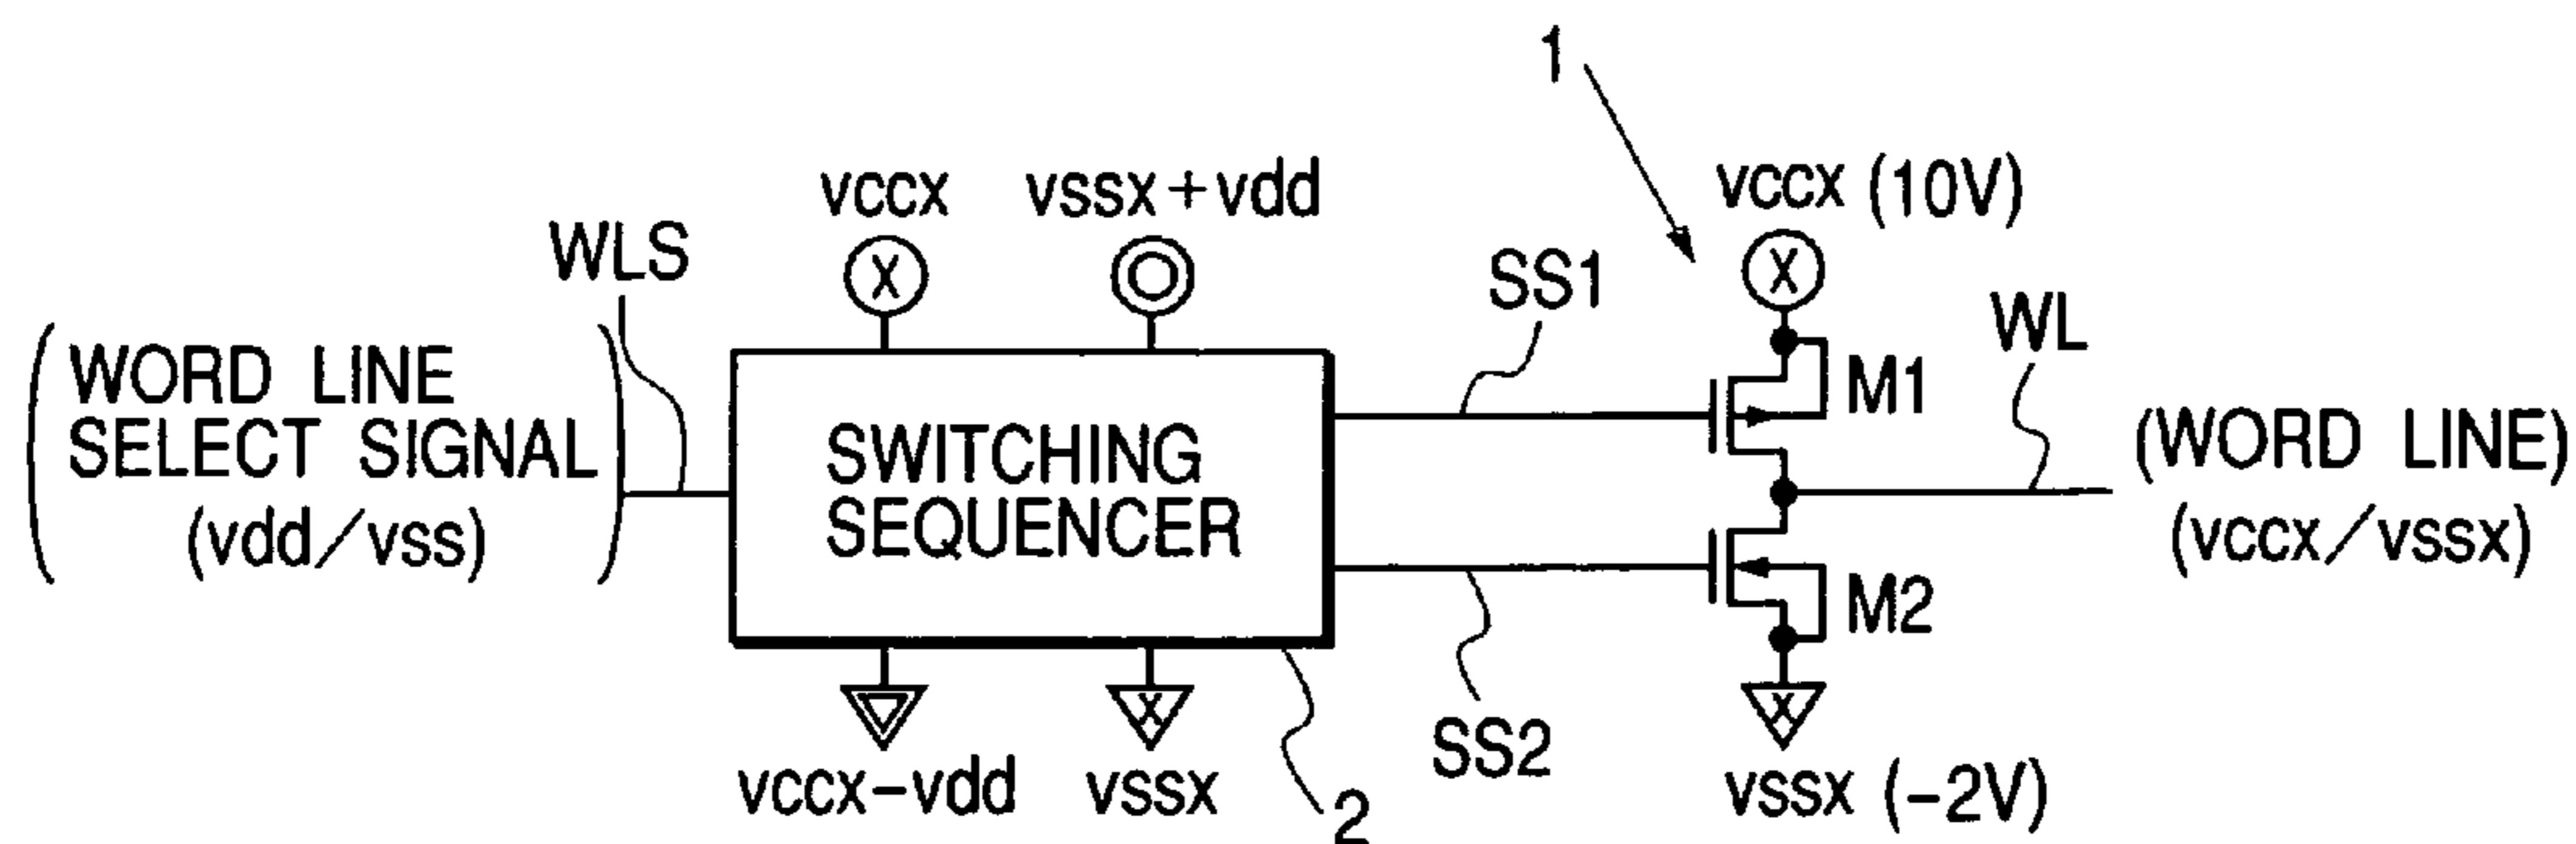 1
vccx
vssx+vdd
vccx (10V)
WLS
X
X
SS1
WL
WORD LINE
SELECT SIGNAL
(vdd/vss)
SWITCHING
SEQUENCER
M1
(WORD LINE)
(vccx/vssx)
M2
X
X
SS2
vccx-vdd
vssx
2
vssx (-2V)